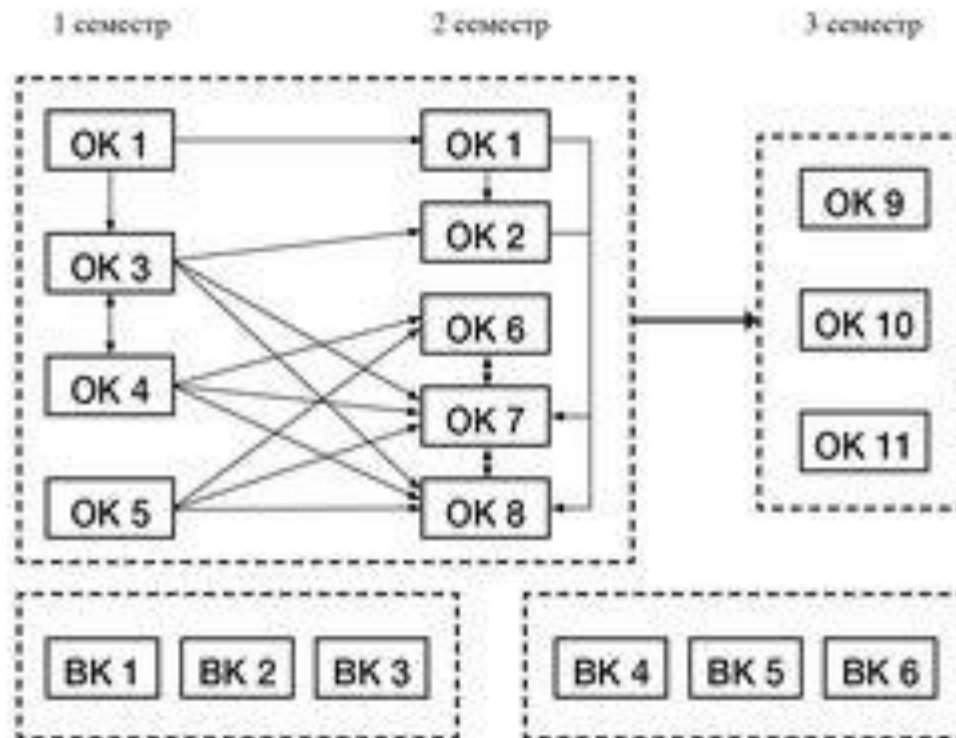 1 семестр 2 семестр 3 семестр
ОК 1 ОК 1
ОК 9
ОК 3 ОК 2
ОК 6 ОК 10
ОК 4 ОК 7
ОК 11
ОК 5 ОК 8
ВК 1 ВК 2 ВК 3 ВК 4 ВК 5 ВК 6